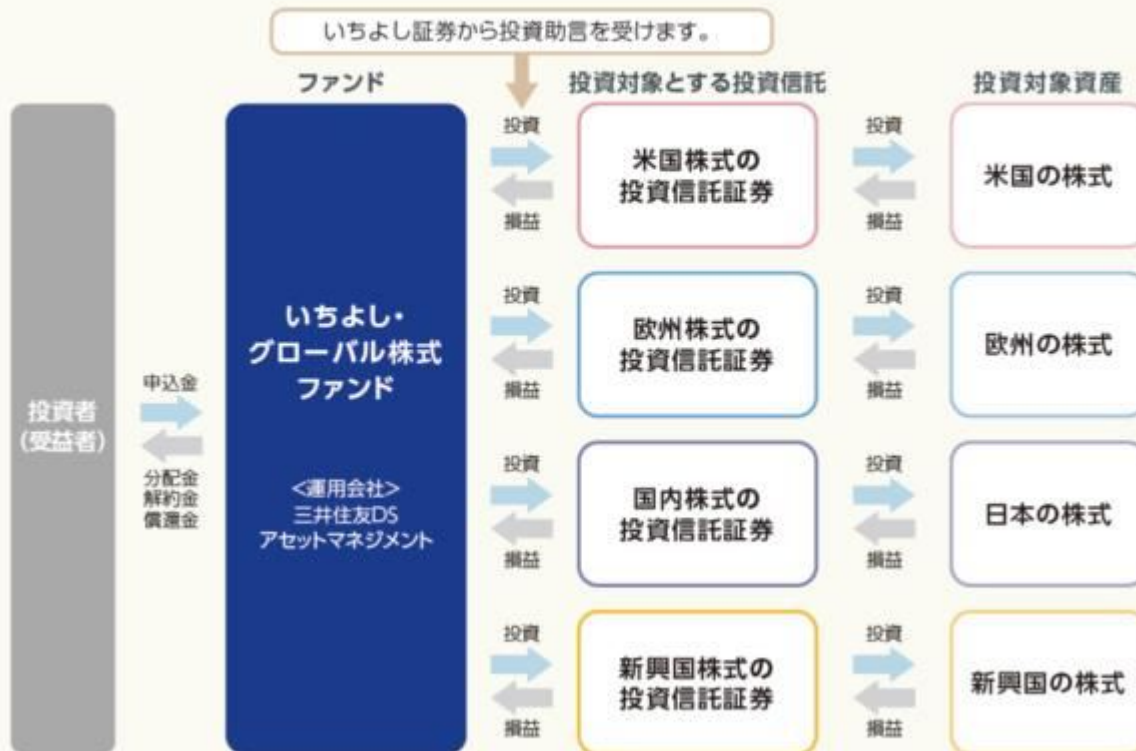 いちよし証券から投資助言を受けます。
ファンド
投資対象とする投資信託
投資対象資産
投資者
(受益者)
申込金
分配金
解約金
償還金
いちよし・
グローバル株式
ファンド
<運用会社>
三井住友DS
アセットマネジメント
投資
損益
米国株式の
投資信託証券
投資
損益
米国の株式
投資
損益
欧州株式の
投資信託証券
投資
損益
欧州の株式
投資
損益
国内株式の
投資信託証券
投資
損益
日本の株式
投資
損益
新興国株式の
投資信託証券
投資
損益
新興国の株式